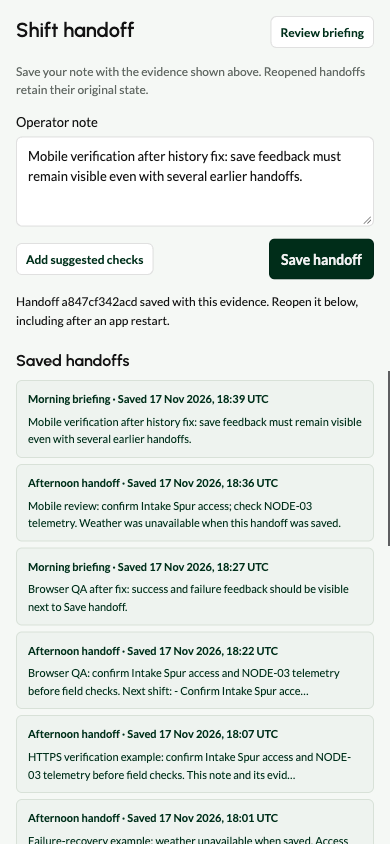 Shift handoff
Review briefing
Save your note with the evidence shown above. Reopened handoffs
retain their original state.
Operator note
Mobile verification after history fix: save feedback must
remain visible even with several earlier handoffs.
Add suggested checks
Save handoff
Handoff a847cf342acd saved with this evidence. Reopen it below,
including after an app restart.
Saved handoffs
Morning briefing · Saved 17 Nov 2026, 18:39 UTC
Mobile verification after history fix: save feedback must remain visible
even with several earlier handoffs.
Afternoon handoff · Saved 17 Nov 2026, 18:36 UTC
Mobile review: confirm Intake Spur access; check NODE-03
telemetry. Weather was unavailable when this handoff was saved.
Morning briefing · Saved 17 Nov 2026, 18:27 UTC
Browser QA after fix: success and failure feedback should be visible
next to Save handoff.
Afternoon handoff · Saved 17 Nov 2026, 18:22 UTC
Browser QA: confirm Intake Spur access and NODE-03 telemetry
before field checks. Next shift: - Confirm Intake Spur acce...
Afternoon handoff · Saved 17 Nov 2026, 18:07 UTC
HTTPS verification example: confirm Intake Spur access and NODE-
03 telemetry before field checks. This note and its evid...
Afternoon handoff · Saved 17 Nov 2026, 18:01 UTC
Failure-recovery example: weather unavailable when saved. Access